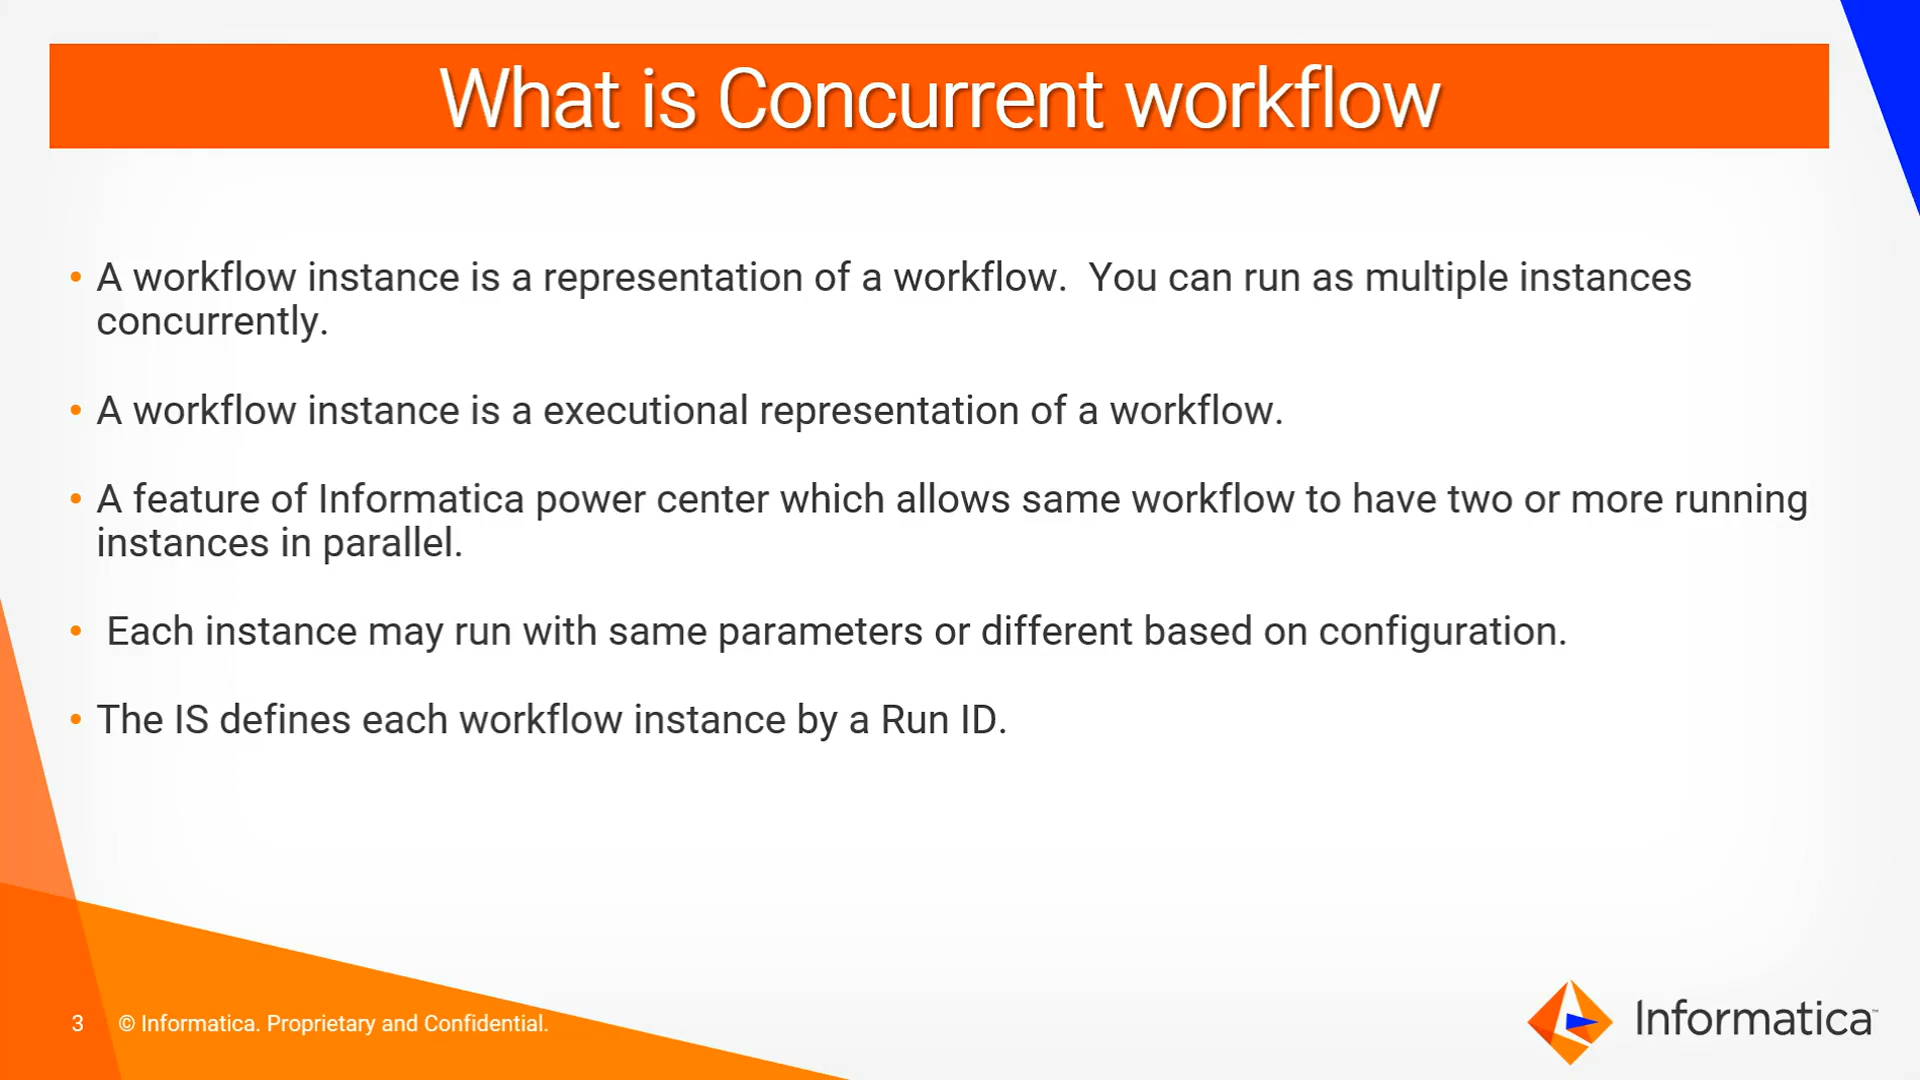 What is Concurrent workflow
• A workflow instance is a representation of a workflow.  You can run as multiple instances
concurrently.
• A workflow instance is a executional representation of a workflow.
• A feature of Informatica power center which allows same workflow to have two or more running
instances in parallel.
• Each instance may run with same parameters or different based on configuration.
• The IS defines each workflow instance by a Run ID.
3 © Informatica. Proprietary and Confidential.
Informatica™